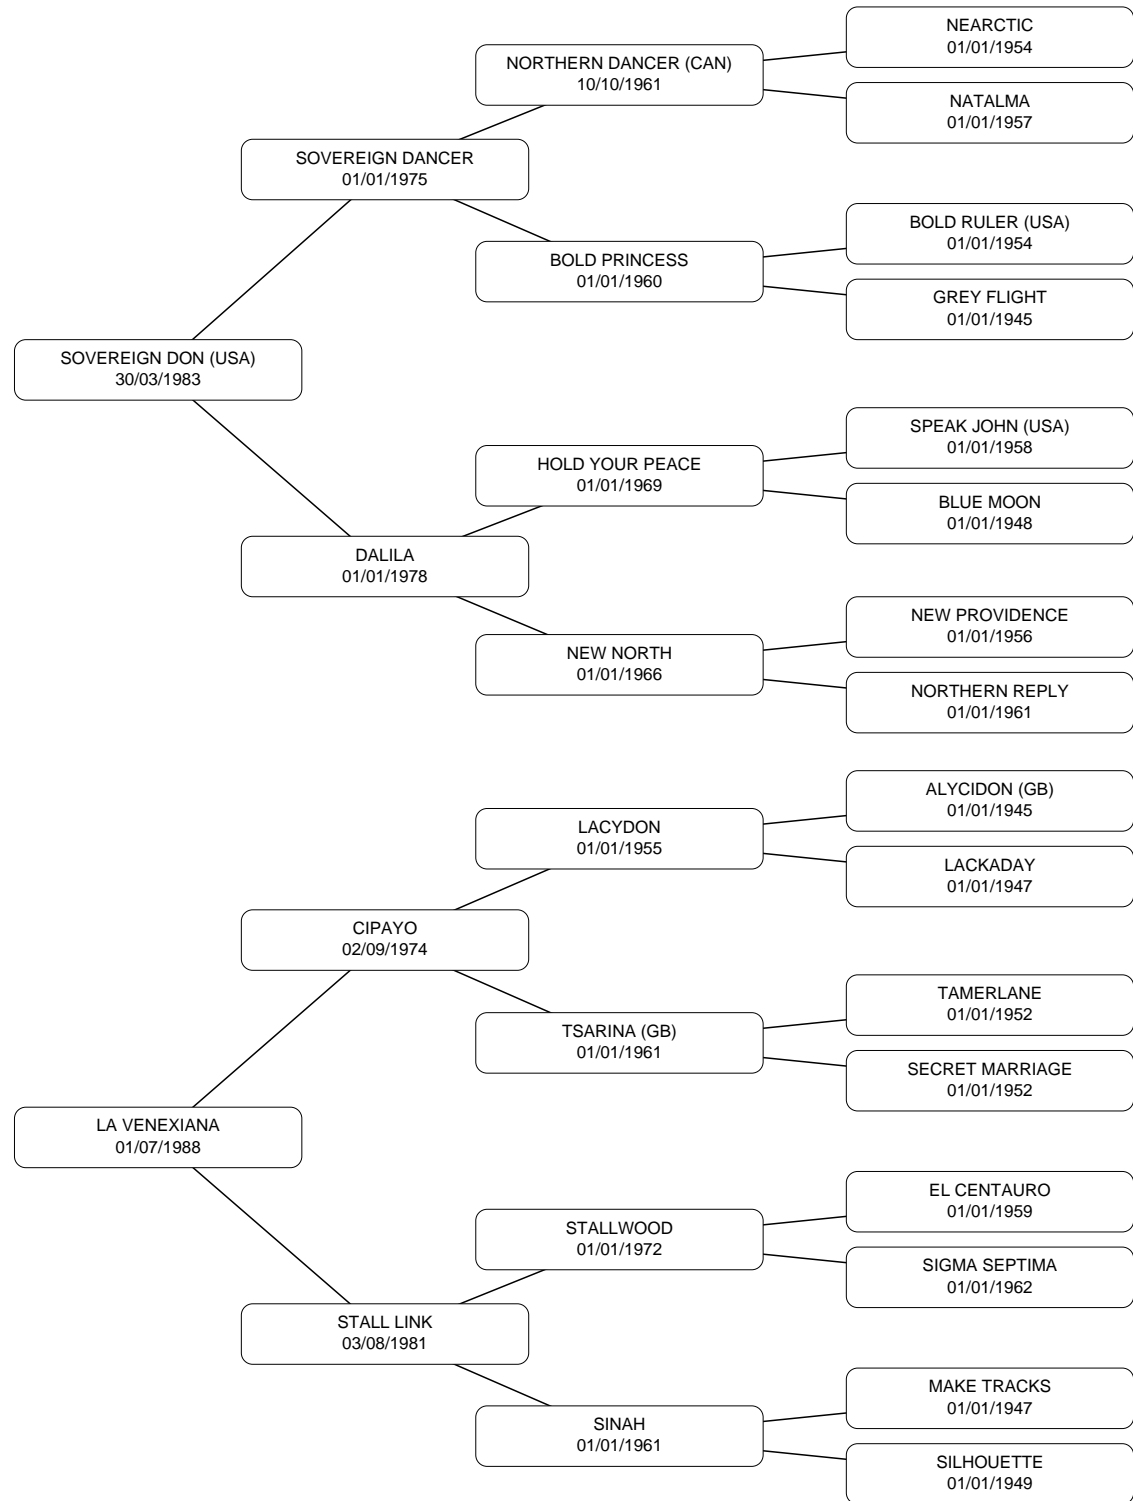 NEARCTIC
01/01/1954
NORTHERN DANCER (CAN)
10/10/1961
NATALMA
01/01/1957
SOVEREIGN DANCER
01/01/1975
BOLD RULER (USA)
01/01/1954
BOLD PRINCESS
01/01/1960
GREY FLIGHT
01/01/1945
SOVEREIGN DON (USA)
30/03/1983
SPEAK JOHN (USA)
01/01/1958
HOLD YOUR PEACE
01/01/1969
BLUE MOON
01/01/1948
DALILA
01/01/1978
NEW PROVIDENCE
01/01/1956
NEW NORTH
01/01/1966
NORTHERN REPLY
01/01/1961
ALYCIDON (GB)
01/01/1945
LACYDON
01/01/1955
LACKADAY
01/01/1947
CIPAYO
02/09/1974
TAMERLANE
01/01/1952
TSARINA (GB)
01/01/1961
SECRET MARRIAGE
01/01/1952
LA VENEXIANA
01/07/1988
EL CENTAURO
01/01/1959
STALLWOOD
01/01/1972
SIGMA SEPTIMA
01/01/1962
STALL LINK
03/08/1981
MAKE TRACKS
01/01/1947
SINAH
01/01/1961
SILHOUETTE
01/01/1949